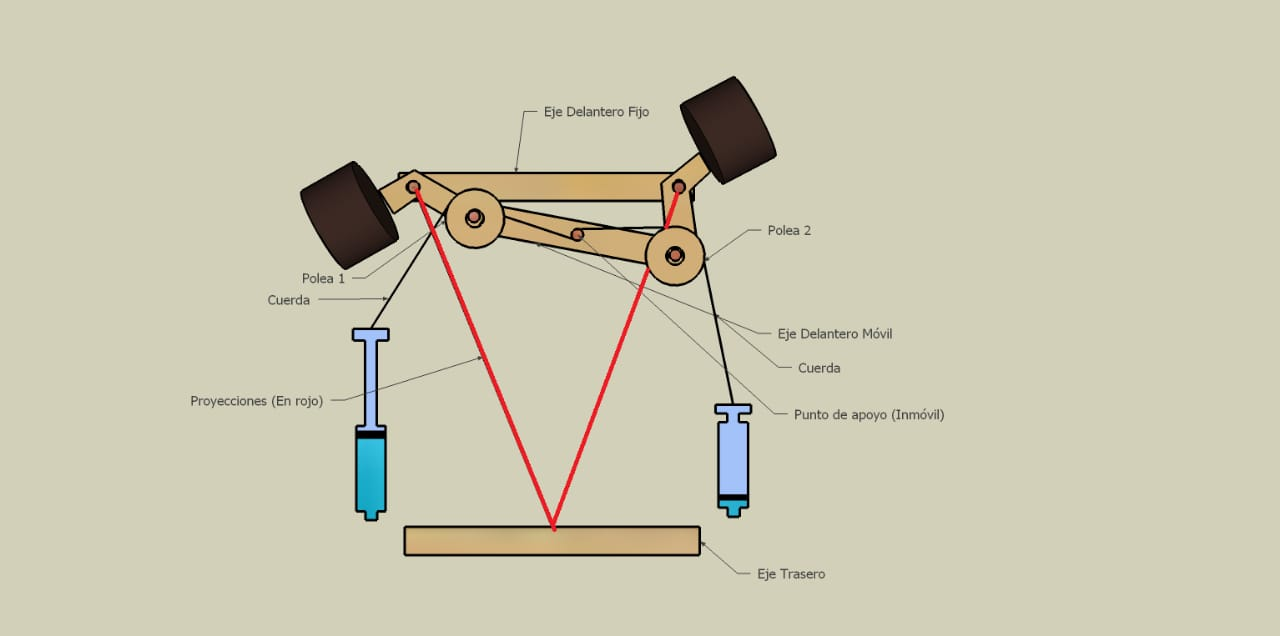 Eje Delantero Fijo
Polea 2
Polea 1
Cuerda
Eje Delantero Móvil
Cuerda
Proyecciones (En rojo)
Punto de apoyo (Inmóvil)
Eje Trasero